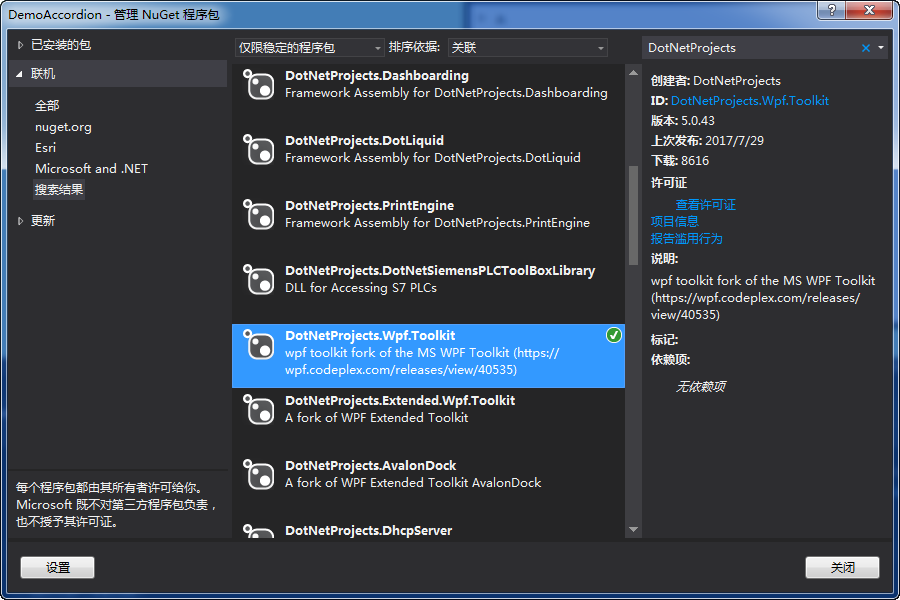 DemoAccordion - 管理 NuGet 程序包
已安装的包
联机
全部
nuget.org
Esri
Microsoft and .NET
搜索结果
更新
每个程序包都由其所有者许可给你。
Microsoft 既不对第三方程序包负责，
也不授予其许可证。
仅限稳定的程序包
排序依据:
关联
DotNetProjects.Dashboarding
Framework Assembly for DotNetProjects.Dashboarding
DotNetProjects.DotLiquid
Framework Assembly for DotNetProjects.DotLiquid
DotNetProjects.PrintEngine
Framework Assembly for DotNetProjects.PrintEngine
DotNetProjects.DotNetSiemensPLCToolBoxLibrary
DLL for Accessing S7 PLCs
DotNetProjects.Wpf.Toolkit
wpf toolkit fork of the MS WPF Toolkit (https://
wpf.codeplex.com/releases/view/40535)
DotNetProjects.Extended.Wpf.Toolkit
A fork of WPF Extended Toolkit
DotNetProjects.AvalonDock
A fork of WPF Extended Toolkit AvalonDock
DotNetProjects.DhcpServer
DotNetProjects
创建者: DotNetProjects
ID: DotNetProjects.Wpf.Toolkit
版本: 5.0.43
上次发布: 2017/7/29
下载: 8616
许可证
查看许可证
项目信息
报告滥用行为
说明:
wpf toolkit fork of the MS WPF Toolkit
(https://wpf.codeplex.com/releases/
view/40535)
标记:
依赖项:
无依赖项
设置
关闭